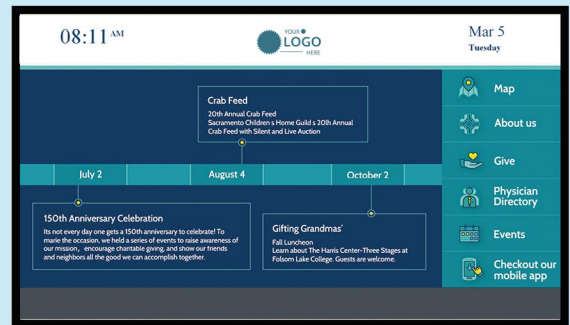 08:11 AM
YOUR
LOGO
HERE
Mar 5
Tuesday
Crab Feed
20th Annual Crab Feed
Sacramento Children s Home Guild s 20th Annual
Crab Feed with Silent and Live Auction
July 2
August 4
October 2
150th Anniversary Celebration
Its not every day one gets a 150th anniversary to celebrate! To
marie the occasion, we held a series of events to raise awareness of
our mission, encourage chantable giving, and show our friends
and neighbors all the good we can accomplish together.
Gifting Grandmas'
Fall Luncheon
Learn about The Harris Center-Three Stages at
Folsom Lake College. Guests are welcome.
Map
About us
Give
Physician
Directory
Events
Checkout our
mobile app